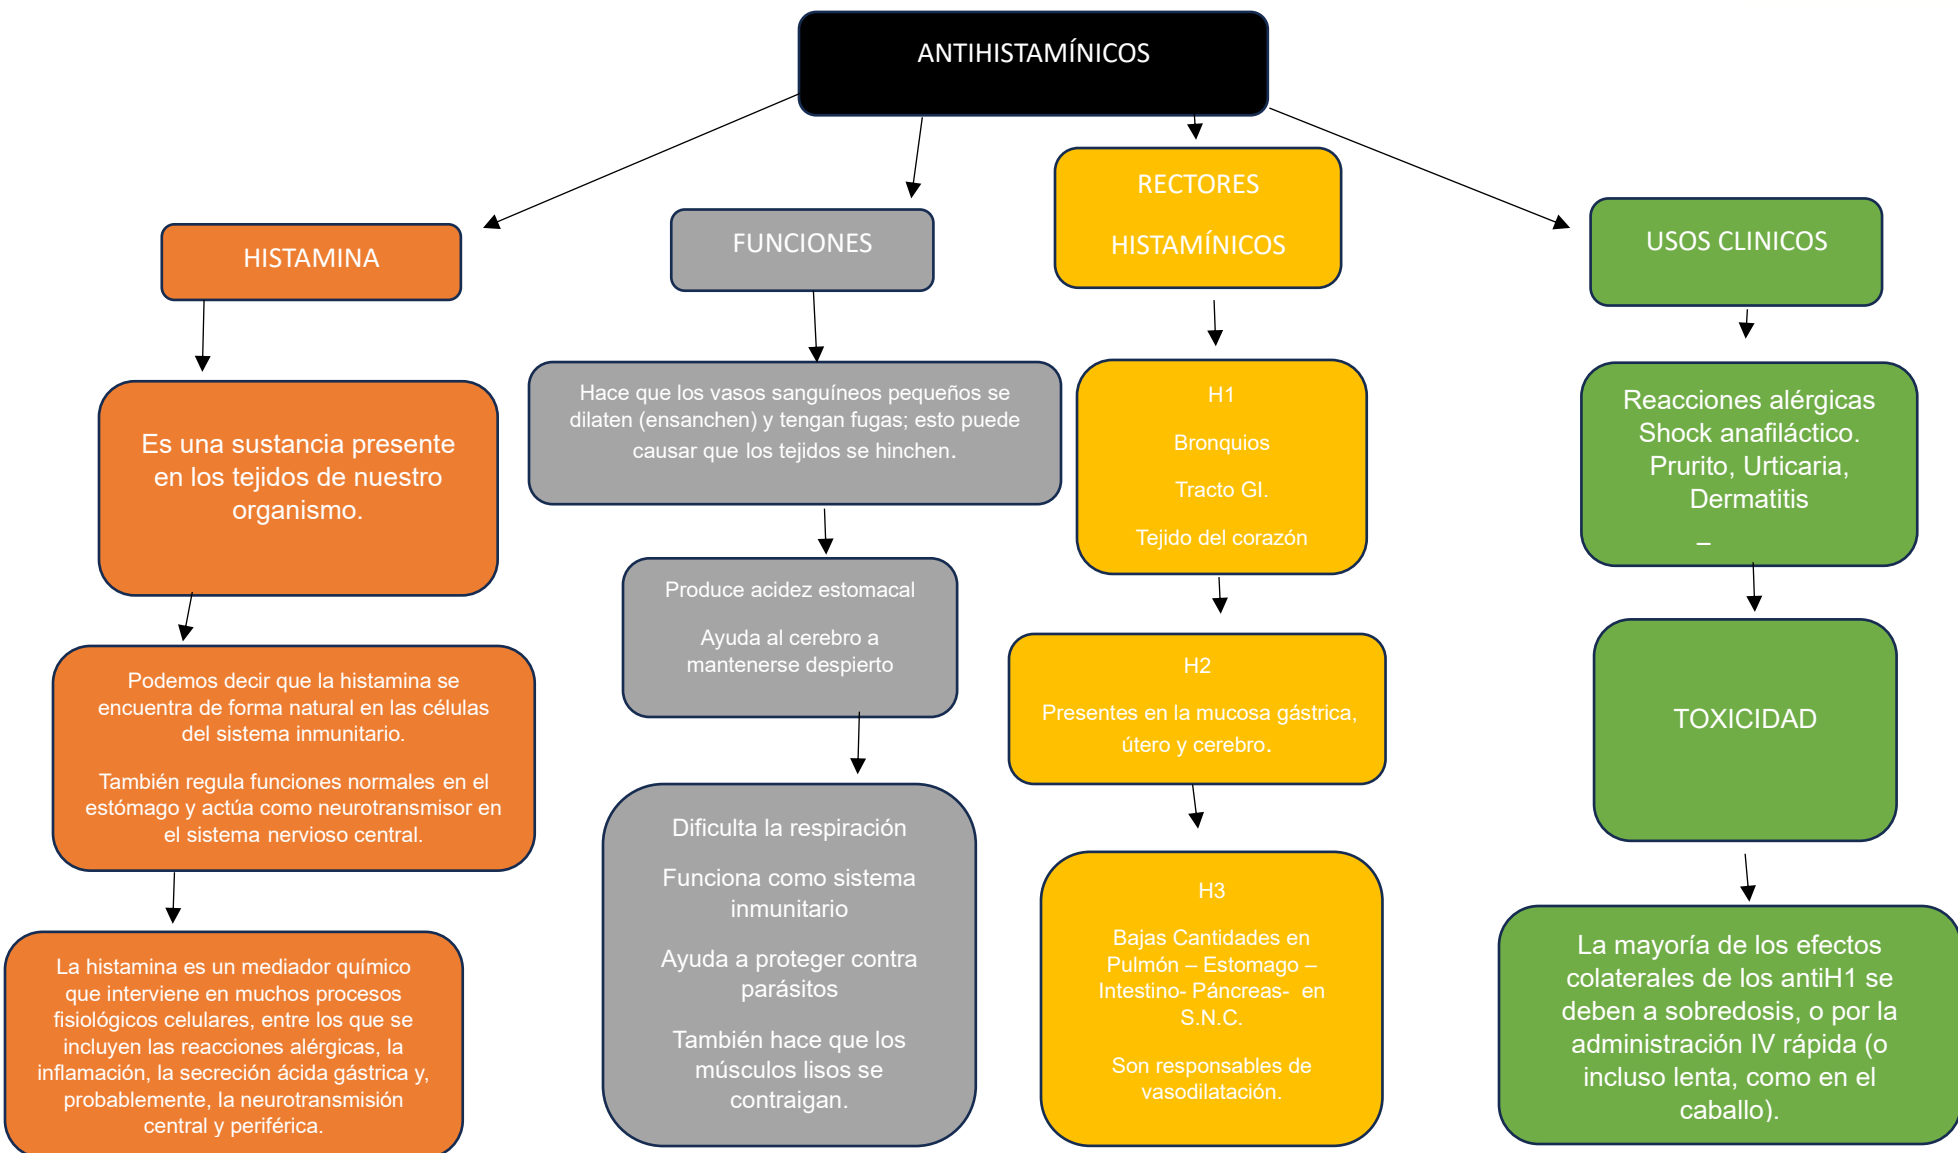 ANTIHISTAMÍNICOS
HISTAMINA
Es una sustancia presente
en los tejidos de nuestro
organismo.
Podemos decir que la histamina se
encuentra de forma natural en las células
del sistema inmunitario.
También regula funciones normales en el
estómago y actúa como neurotransmisor en
el sistema nervioso central.
La histamina es un mediador químico
que interviene en muchos procesos
fisiológicos celulares, entre los que se
incluyen las reacciones alérgicas, la
inflamación, la secreción ácida gástrica y,
probablemente, la neurotransmisión
central y periférica.
FUNCIONES
Hace que los vasos sanguíneos pequeños se
dilaten (ensanchen) y tengan fugas; esto puede
causar que los tejidos se hinchen.
Produce acidez estomacal
Ayuda al cerebro a
mantenerse despierto
Dificulta la respiración
Funciona como sistema
inmunitario
Ayuda a proteger contra
parásitos
También hace que los
músculos lisos se
contraigan.
RECTORES
HISTAMÍNICOS
H1
Bronquios
Tracto GI.
Tejido del corazón
H2
Presentes en la mucosa gástrica,
útero y cerebro.
H3
Bajas Cantidades en
Pulmón – Estomago –
Intestino- Páncreas- en
S.N.C.
Son responsables de
vasodilatación.
USOS CLINICOS
Reacciones alérgicas
Shock anafiláctico.
Prurito, Urticaria,
Dermatitis
–
TOXICIDAD
La mayoría de los efectos
colaterales de los antiH1 se
deben a sobredosis, o por la
administración IV rápida (o
incluso lenta, como en el
caballo).